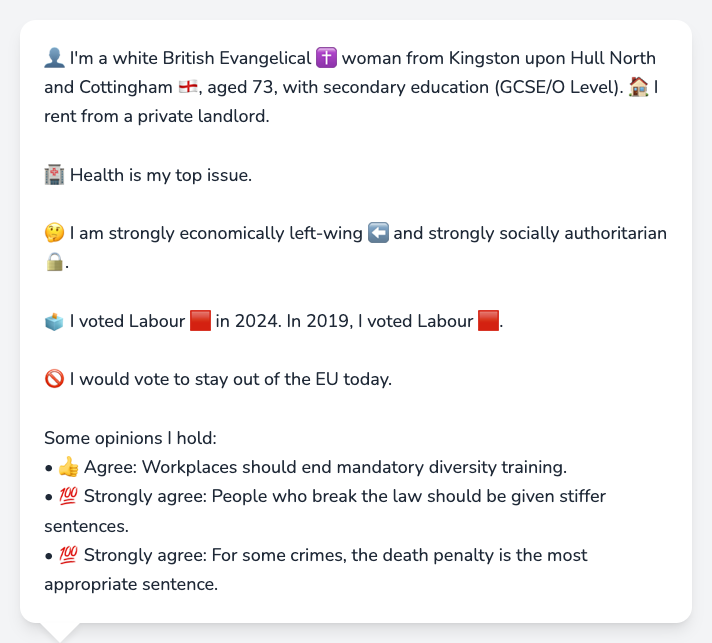 👤 I'm a white British Evangelical ✝️ woman from Kingston upon Hull North
and Cottingham 🏴󠁧󠁢󠁥󠁮󠁧󠁿, aged 73, with secondary education (GCSE/O Level). 🏠 I
rent from a private landlord.
🏥 Health is my top issue.
🤔 I am strongly economically left-wing ⬅️ and strongly socially authoritarian
🔒.
🗳️ I voted Labour 🟥 in 2024. In 2019, I voted Labour 🟥.
🚫 I would vote to stay out of the EU today.
Some opinions I hold:
• 👍 Agree: Workplaces should end mandatory diversity training.
• 💯 Strongly agree: People who break the law should be given stiffer
sentences.
• 💯 Strongly agree: For some crimes, the death penalty is the most
appropriate sentence.